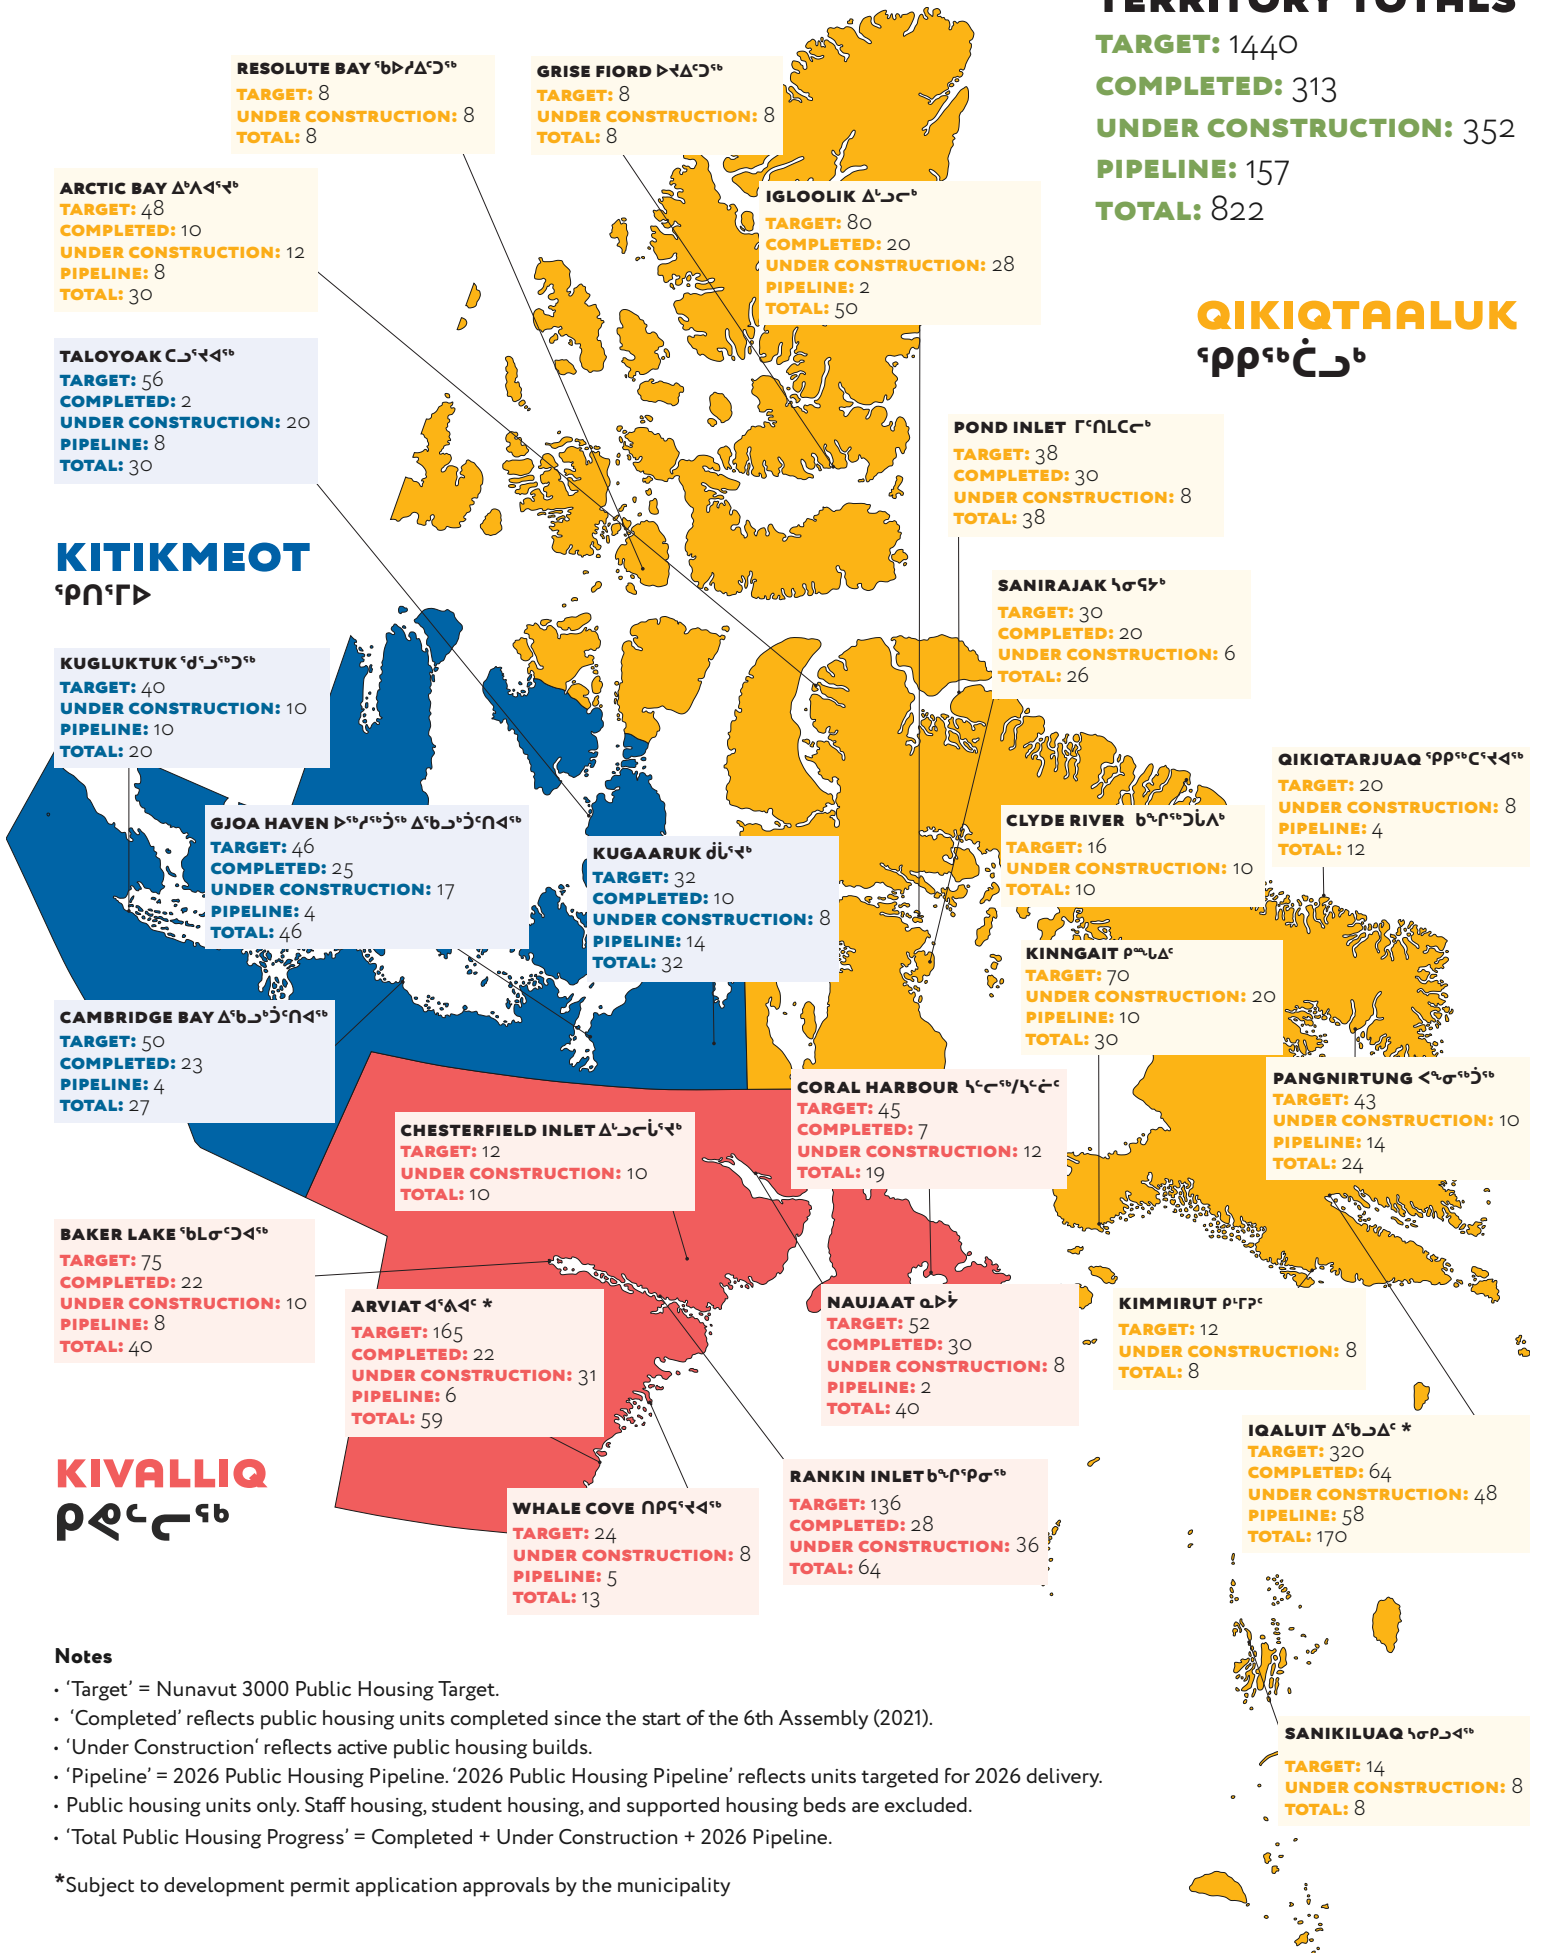 TERRITORY TOTALS
TARGET: 1440
COMPLETED: 313
UNDER CONSTRUCTION: 352
PIPELINE: 157
TOTAL: 822
RESOLUTE BAY ᖃᐅᓱᐃᑦᑐᖅ
TARGET: 8
UNDER CONSTRUCTION: 8
TOTAL: 8
GRISE FIORD ᐅᔪᐃᑦᑐᖅ
TARGET: 8
UNDER CONSTRUCTION: 8
TOTAL: 8
ARCTIC BAY ᐃᒃᐱᐊᕐᔪᒃ
TARGET: 48
COMPLETED: 10
UNDER CONSTRUCTION: 12
PIPELINE: 8
TOTAL: 30
IGLOOLIK ᐃᒡᓗᓕᒃ
TARGET: 80
COMPLETED: 20
UNDER CONSTRUCTION: 28
PIPELINE: 2
TOTAL: 50
QIKIQTAALUK
ᕿᑭᖅᑖᓗᒃ
TALOYOAK ᑕᓗᕐᔪᐊᖅ
TARGET: 56
COMPLETED: 2
UNDER CONSTRUCTION: 20
PIPELINE: 8
TOTAL: 30
POND INLET ᒥᑦᑎᒪᑕᓕᒃ
TARGET: 38
COMPLETED: 30
UNDER CONSTRUCTION: 8
TOTAL: 38
KITIKMEOT
ᕿᑎᕐᒥᐅ
SANIRAJAK ᓴᓂᕋᔭᒃ
TARGET: 30
COMPLETED: 20
UNDER CONSTRUCTION: 6
TOTAL: 26
KUGLUKTUK ᖁᕐᓗᖅᑐᖅ
TARGET: 40
UNDER CONSTRUCTION: 10
PIPELINE: 10
TOTAL: 20
QIKIQTARJUAQ ᕿᑭᖅᑕᕐᔪᐊᖅ
TARGET: 20
UNDER CONSTRUCTION: 8
PIPELINE: 4
TOTAL: 12
GJOA HAVEN ᐅᖅᓱᖅᑑᖅ ᐃᖃᓗᒃᑑᑦᑎᐊᖅ
TARGET: 46
COMPLETED: 25
UNDER CONSTRUCTION: 17
PIPELINE: 4
TOTAL: 46
KUGAARUK ᑰᒑᕐᔪᒃ
TARGET: 32
COMPLETED: 10
UNDER CONSTRUCTION: 8
PIPELINE: 14
TOTAL: 32
CLYDE RIVER ᑲᖏᖅᑐᒑᐱᒃ
TARGET: 16
UNDER CONSTRUCTION: 10
TOTAL: 10
KINNGAIT ᑭᙵᐃᑦ
TARGET: 70
UNDER CONSTRUCTION: 20
PIPELINE: 10
TOTAL: 30
CAMBRIDGE BAY ᐃᖃᓗᒃᑑᑦᑎᐊᖅ
TARGET: 50
COMPLETED: 23
PIPELINE: 4
TOTAL: 27
PANGNIRTUNG ᐸᖕᓂᖅᑑᖅ
TARGET: 43
UNDER CONSTRUCTION: 10
PIPELINE: 14
TOTAL: 24
CORAL HARBOUR ᓴᓪᓕᖅ/ᓴᓪᓖᑦ
TARGET: 45
COMPLETED: 7
UNDER CONSTRUCTION: 12
TOTAL: 19
CHESTERFIELD INLET ᐃᒡᓗᓕᒑᕐᔪᒃ
TARGET: 12
UNDER CONSTRUCTION: 10
TOTAL: 10
BAKER LAKE ᖃᒪᓂᑦᑐᐊᖅ
TARGET: 75
COMPLETED: 22
UNDER CONSTRUCTION: 10
PIPELINE: 8
TOTAL: 40
ARVIAT ᐊᕐᕕᐊᑦ *
TARGET: 165
COMPLETED: 22
UNDER CONSTRUCTION: 31
PIPELINE: 6
TOTAL: 59
NAUJAAT ᓇᐅᔮ
TARGET: 52
COMPLETED: 30
UNDER CONSTRUCTION: 8
PIPELINE: 2
TOTAL: 40
KIMMIRUT ᑭᒻᒥᕈᑦ
TARGET: 12
UNDER CONSTRUCTION: 8
TOTAL: 8
IQALUIT ᐃᖃᓗᐃᑦ *
TARGET: 320
COMPLETED: 64
UNDER CONSTRUCTION: 48
PIPELINE: 58
TOTAL: 170
KIVALLIQ
ᑭᕙᓪᓕᖅ
RANKIN INLET ᑲᖏᕿᓂᖅ
TARGET: 136
COMPLETED: 28
UNDER CONSTRUCTION: 36
TOTAL: 64
WHALE COVE ᑎᑭᕋᕐᔪᐊᖅ
TARGET: 24
UNDER CONSTRUCTION: 8
PIPELINE: 5
TOTAL: 13
SANIKILUAQ ᓴᓂᑭᓗᐊᖅ
TARGET: 14
UNDER CONSTRUCTION: 8
TOTAL: 8
Notes
• ‘Target’ = Nunavut 3000 Public Housing Target.
• ‘Completed’ reflects public housing units completed since the start of the 6th Assembly (2021).
• ‘Under Construction‘ reflects active public housing builds.
• ‘Pipeline’ = 2026 Public Housing Pipeline. ‘2026 Public Housing Pipeline’ reflects units targeted for 2026 delivery.
• Public housing units only. Staff housing, student housing, and supported housing beds are excluded.
• ‘Total Public Housing Progress’ = Completed + Under Construction + 2026 Pipeline.
*Subject to development permit application approvals by the municipality